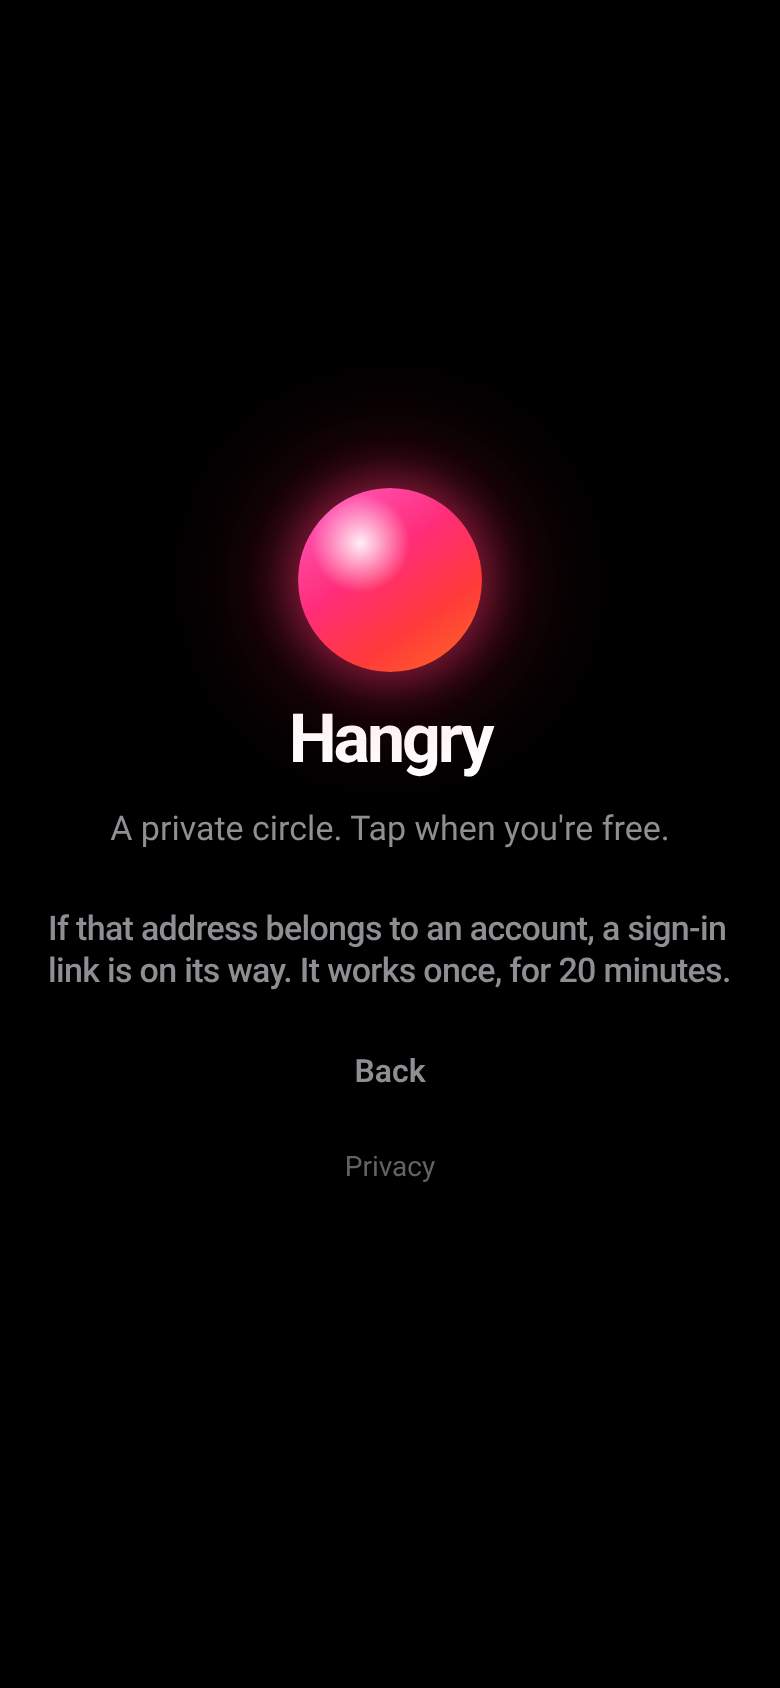 Hangry
A private circle. Tap when you're free.
If that address belongs to an account, a sign-in
link is on its way. It works once, for 20 minutes.
Back
Privacy